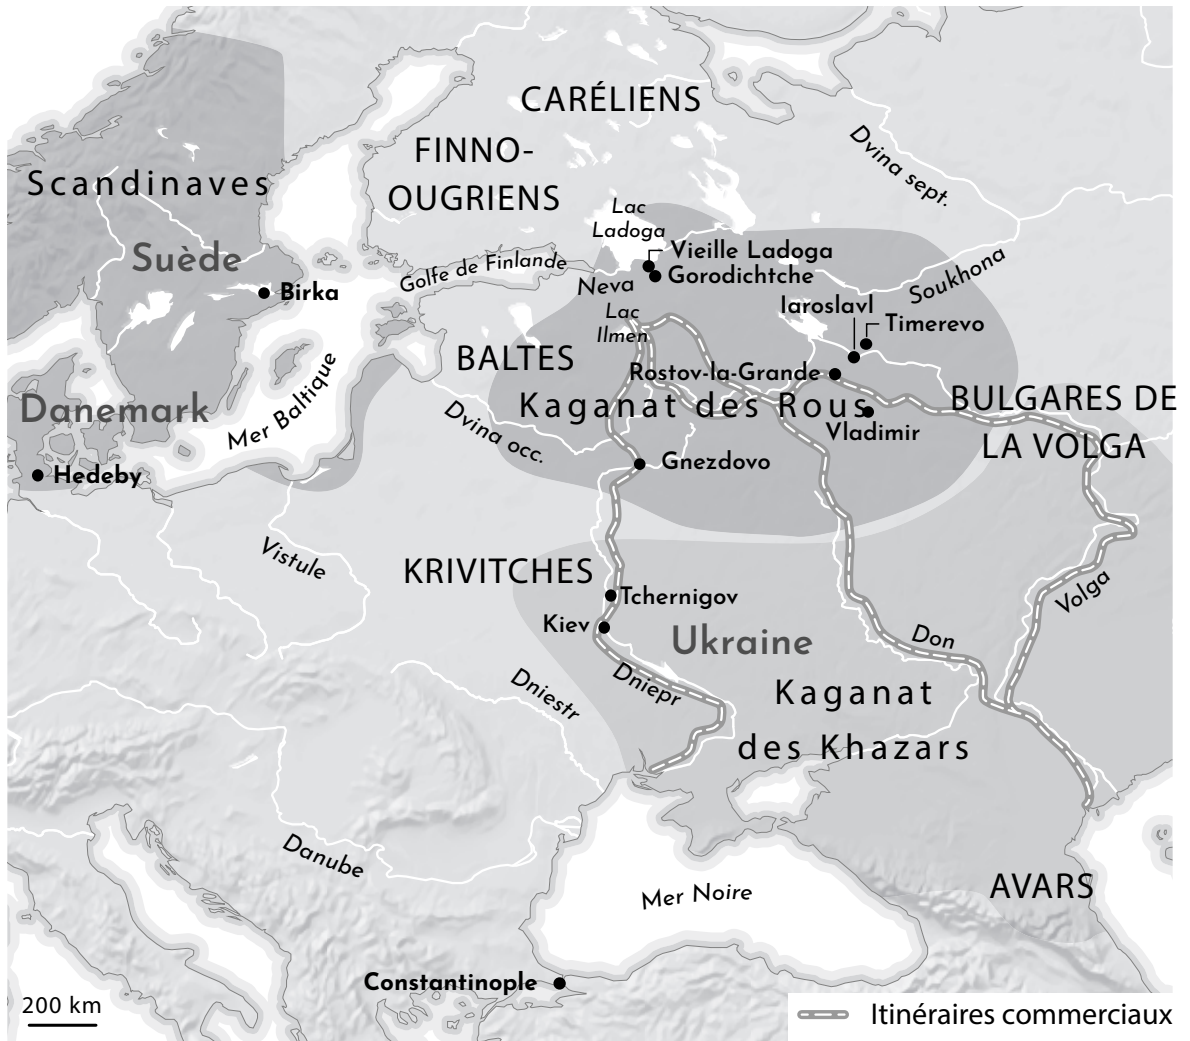 CARÉLIENS
FINNO-
OUGRIENS
Dvina sept.
Scandinaves
Lac
Ladoga
Suède
Vieille Ladoga
Golfe de Finlande
Gorodichtche
Soukhona
Neva
Birka
Lac
Ilmen
Iaroslavl
Timerevo
BALTES
Rostov-la-Grande
Mer Baltique
Danemark
Kaganat des Rous
BULGARES DE
LA VOLGA
Dvina occ.
Vladimir
Hedeby
Gnezdovo
Vistule
KRIVITCHES
Tchernigov
Volga
Kiev
Ukraine
Don
Dniestr
Dniepr
Kaganat
des Khazars
Danube
Mer Noire
AVARS
Constantinople
200 km
Itinéraires commerciaux